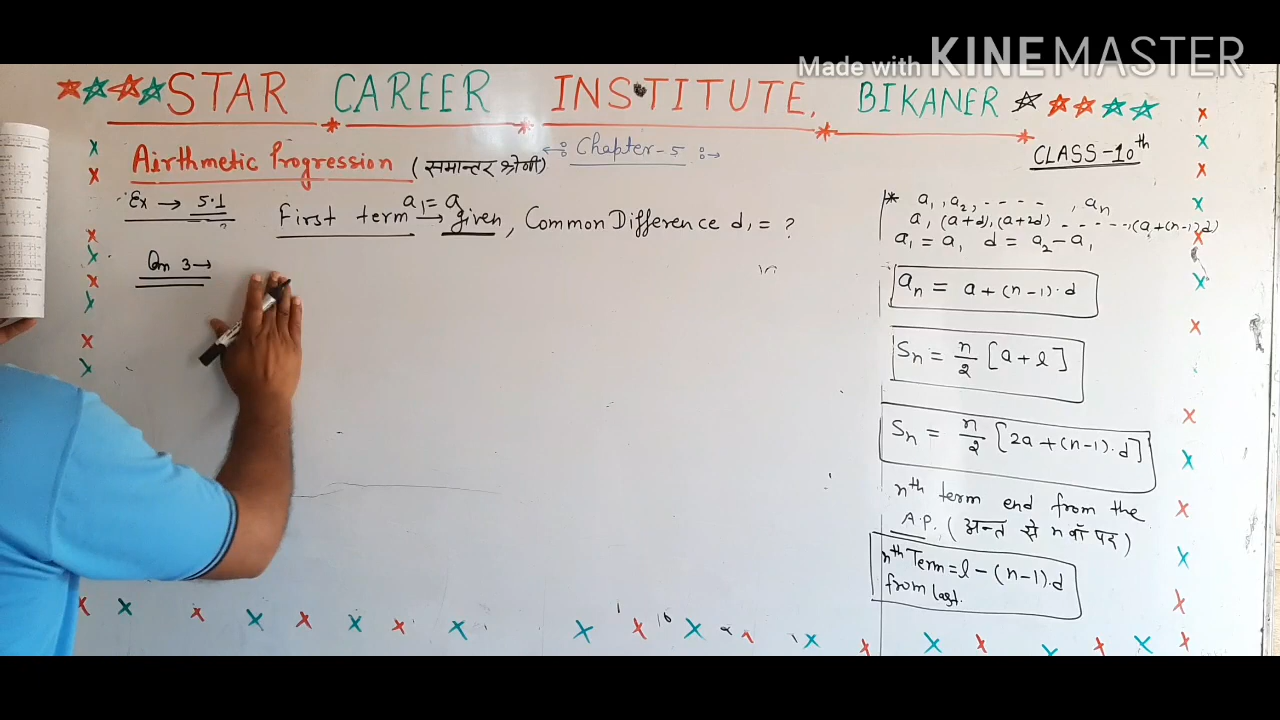 Made with KINEMASTER
STAR CAREER INSTITUTE, BIKANER
Chapter-5
CLASS-10th
Airthmetic Progression (समान्तर श्रेणी)
Ex → 5.1
a₁ = a
First term → given, Common Difference d, = ?
Qn 3 →
* a₁, a₂, - - - - , aₙ
a, (a+d), (a+2d) - - - - - -, (a+(n-1)d)
a₁ = a, d = a₂ - a₁
aₙ = a + (n-1)·d
Sₙ = n/2 [a + l]
Sₙ = n/2 [2a + (n-1)·d]
nth term end from the
A.P. (अन्त से n वाँ पद)
nth Term = l - (n-1)·d
from last.